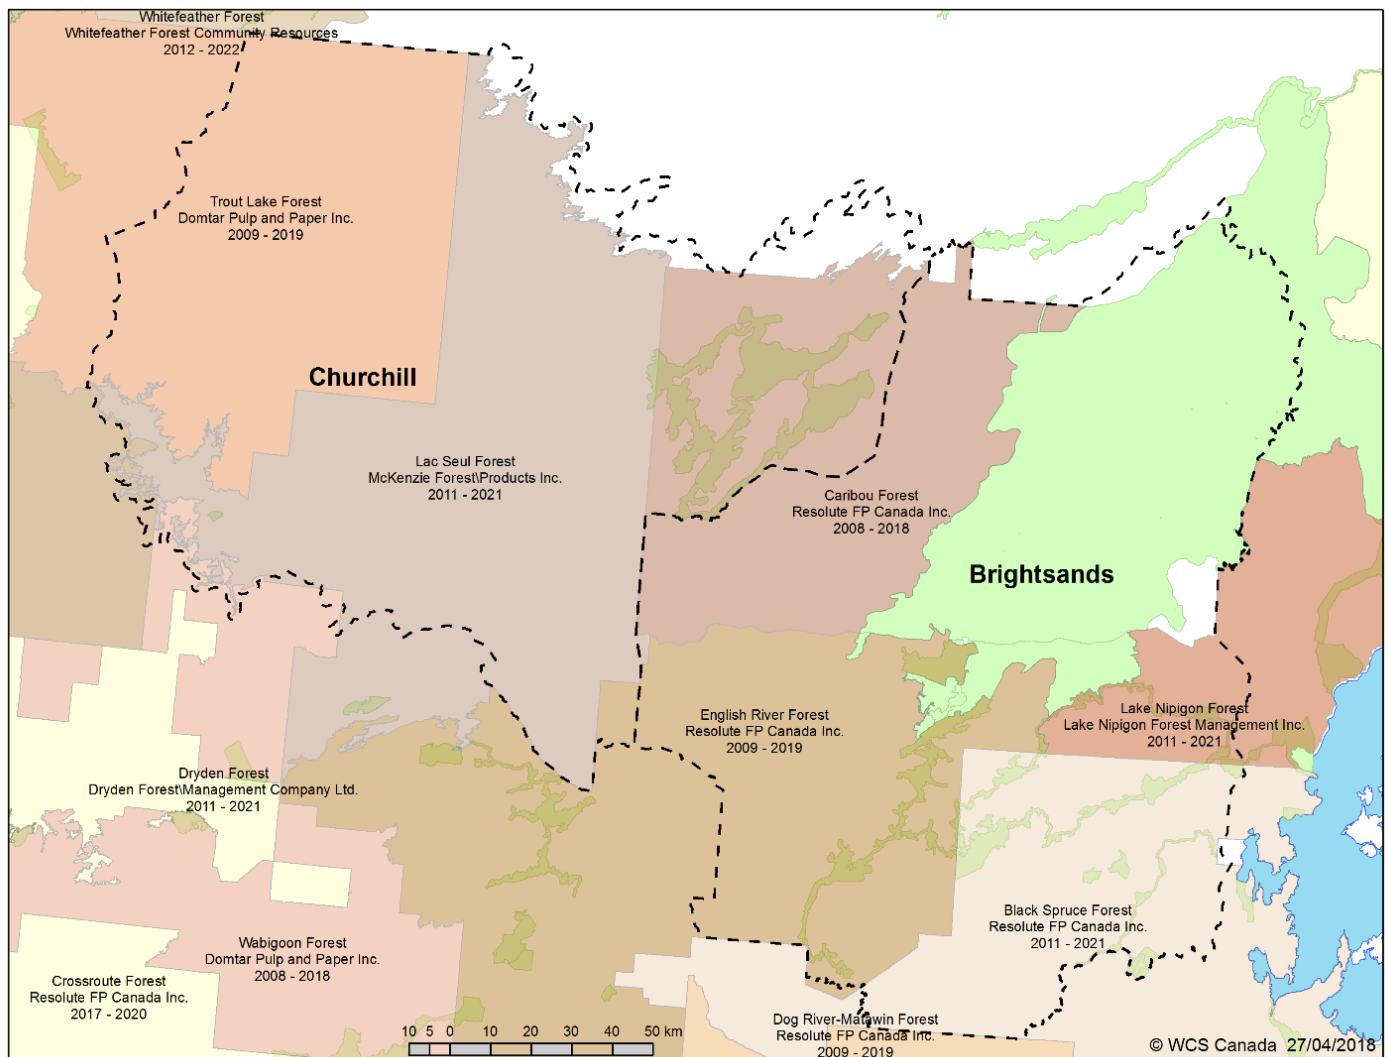 Whitefeather Forest
Whitefeather Forest Community Resources
2012 - 2022
Trout Lake Forest
Domtar Pulp and Paper Inc.
2009 - 2019
Churchill
Lac Seul Forest
McKenzie Forest\Products Inc.
2011 - 2021
Caribou Forest
Resolute FP Canada Inc.
2008 - 2018
Brightsands
English River Forest
Resolute FP Canada Inc.
2009 - 2019
Lake Nipigon Forest
Lake Nipigon Forest Management Inc.
2011 - 2021
Dryden Forest
Dryden Forest\Management Company Ltd.
2011 - 2021
Black Spruce Forest
Resolute FP Canada Inc.
2011 - 2021
Wabigoon Forest
Domtar Pulp and Paper Inc.
2008 - 2018
Crossroute Forest
Resolute FP Canada Inc.
2017 - 2020
Dog River-Matawin Forest
Resolute FP Canada Inc.
2009 - 2019
10 5 0 10 20 30 40 50 km
© WCS Canada 27/04/2018